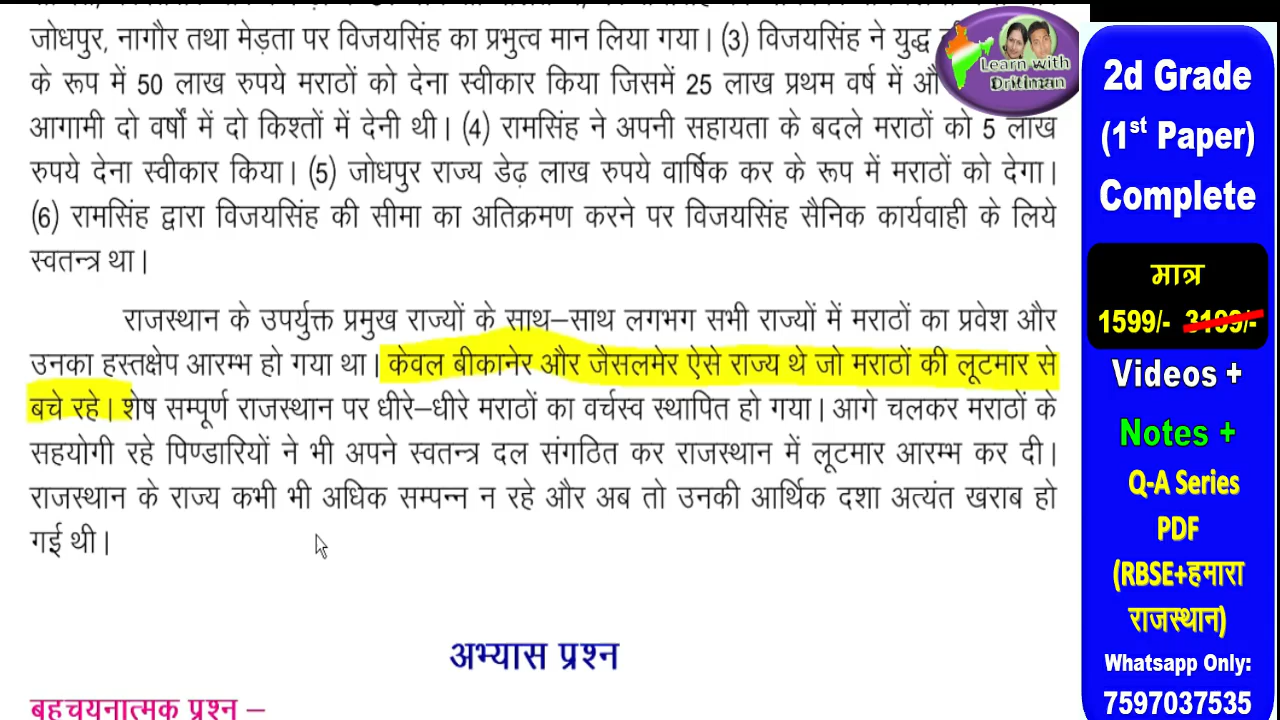 जोधपुर, नागौर तथा मेड़ता पर विजयसिंह का प्रभुत्व मान लिया गया। (3) विजयसिंह ने युद्ध
के रूप में 50 लाख रुपये मराठों को देना स्वीकार किया जिसमें 25 लाख प्रथम वर्ष में
आगामी दो वर्षों में दो किश्तों में देनी थी। (4) रामसिंह ने अपनी सहायता के बदले मराठों को 5 लाख
रुपये देना स्वीकार किया। (5) जोधपुर राज्य डेढ़ लाख रुपये वार्षिक कर के रूप में मराठों को देगा।
(6) रामसिंह द्वारा विजयसिंह की सीमा का अतिक्रमण करने पर विजयसिंह सैनिक कार्यवाही के लिये
स्वतन्त्र था।
राजस्थान के उपर्युक्त प्रमुख राज्यों के साथ–साथ लगभग सभी राज्यों में मराठों का प्रवेश और
उनका हस्तक्षेप आरम्भ हो गया था। केवल बीकानेर और जैसलमेर ऐसे राज्य थे जो मराठों की लूटमार से
बचे रहे। शेष सम्पूर्ण राजस्थान पर धीरे–धीरे मराठों का वर्चस्व स्थापित हो गया। आगे चलकर मराठों के
सहयोगी रहे पिण्डारियों ने भी अपने स्वतन्त्र दल संगठित कर राजस्थान में लूटमार आरम्भ कर दी।
राजस्थान के राज्य कभी भी अधिक सम्पन्न न रहे और अब तो उनकी आर्थिक दशा अत्यंत खराब हो
गई थी।
अभ्यास प्रश्न
बहुचयनात्मक प्रश्न –
Learn with
2d Grade
(1st Paper)
Complete
मात्र
1599/- 3199/-
Videos +
Notes +
Q-A Series
PDF
(RBSE+हमारा
राजस्थान)
Whatsapp Only:
7597037535